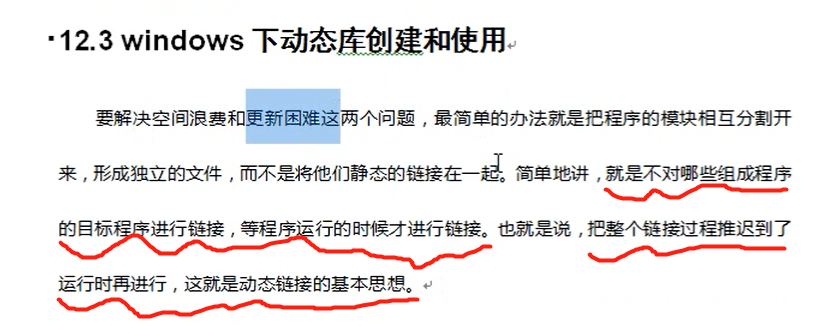 12.3 windows 下动态库创建和使用
要解决空间浪费和更新困难这两个问题，最简单的办法就是把程序的模块相互分割开
来，形成独立的文件，而不是将他们静态的链接在一起。简单地讲，就是不对哪些组成程序
的目标程序进行链接，等程序运行的时候才进行链接。也就是说，把整个链接过程推迟到了
运行时再进行，这就是动态链接的基本思想。